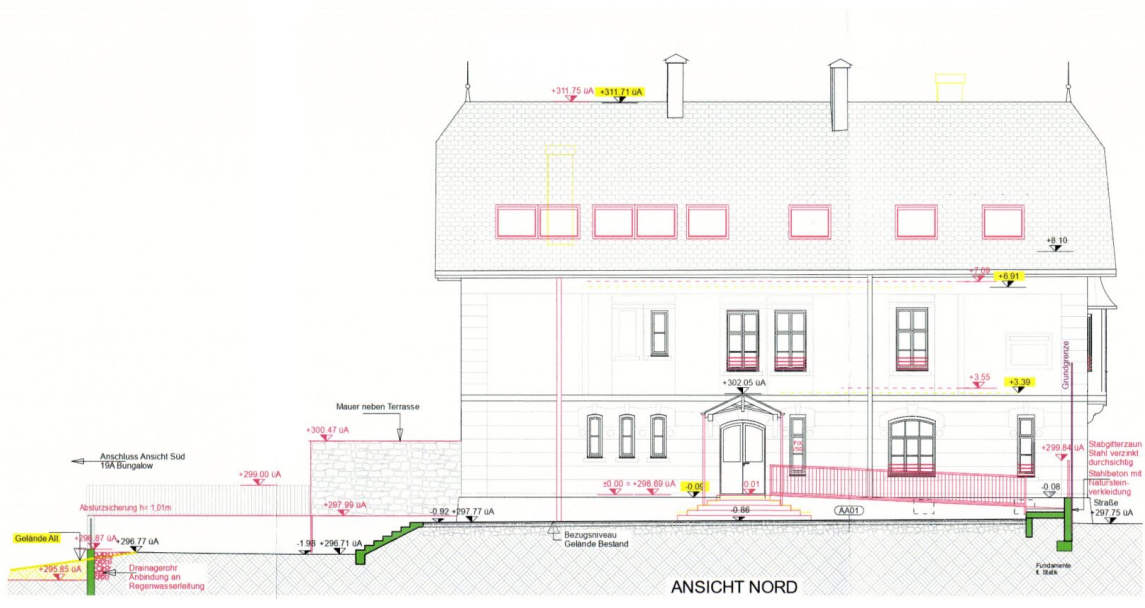 +311.75 üA
+311.71 üA
+8.10
+7.09
+6.91
Grundgrenze
+3.55
+3.39
+302.05 üA
Mauer neben Terrasse
+300.47 üA
Anschluss Ansicht Süd
19A Bungalow
+299.00 üA
FIX
+299.84 üA
Stabgitterzaun
Stahl verzinkt
durchsichtig
Stahlbeton mit
Naturstein-
verkleidung
±0.00 = +298.69 üA
-0.09
0.01
-0.08
Absturzsicherung h= 1,01m
+297.99 üA
-0.92
+297.77 üA
-0.86
AA01
Straße
+297.75 üA
Bezugsniveau
Gelände Bestand
Gelände Alt
+296.87 üA
+296.77 üA
-1.98
+296.71 üA
+295.85 üA
Drainagerohr
Anbindung an
Regenwasserleitung
Fundamente
lt. Statik
ANSICHT NORD